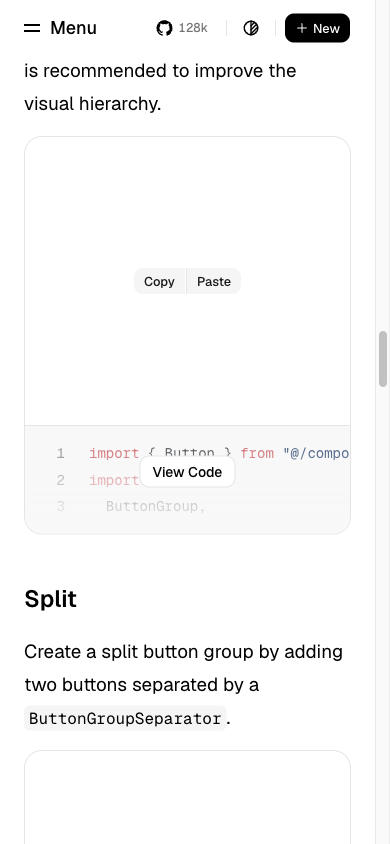 Menu
128k
New
is recommended to improve the
visual hierarchy.
Copy
Paste
1 import { Button } from "@/compo
2 import
View Code
3 ButtonGroup,
Split
Create a split button group by adding
two buttons separated by a
ButtonGroupSeparator.